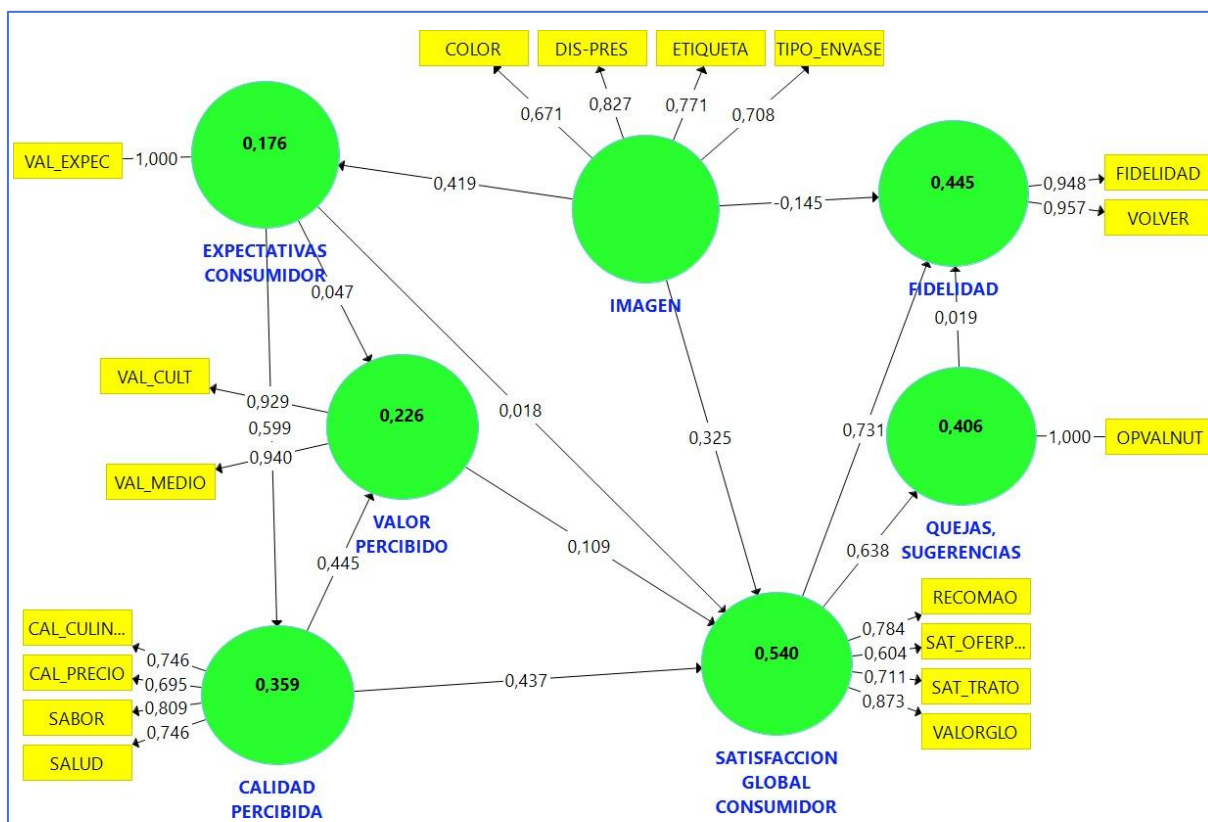 COLOR
DIS-PRES
ETIQUETA
TIPO_ENVASE
0,671
0,827
0,771
0,708
VAL_EXPEC
1,000
0,176
EXPECTATIVAS
CONSUMIDOR
0,419
IMAGEN
-0,145
0,445
FIDELIDAD
0,948
0,957
FIDELIDAD
VOLVER
0,047
0,018
0,325
0,731
0,019
VAL_CULT
VAL_MEDIO
0,929
0,599
0,940
0,226
VALOR
PERCIBIDO
0,406
1,000
OPVALNUT
QUEJAS,
SUGERENCIAS
0,445
0,109
0,638
CAL_CULIN...
CAL_PRECIO
SABOR
SALUD
0,746
0,695
0,809
0,746
0,359
CALIDAD
PERCIBIDA
0,437
0,540
SATISFACCION
GLOBAL
CONSUMIDOR
0,784
0,604
0,711
0,873
RECOMAO
SAT_OFERP...
SAT_TRATO
VALORGLO